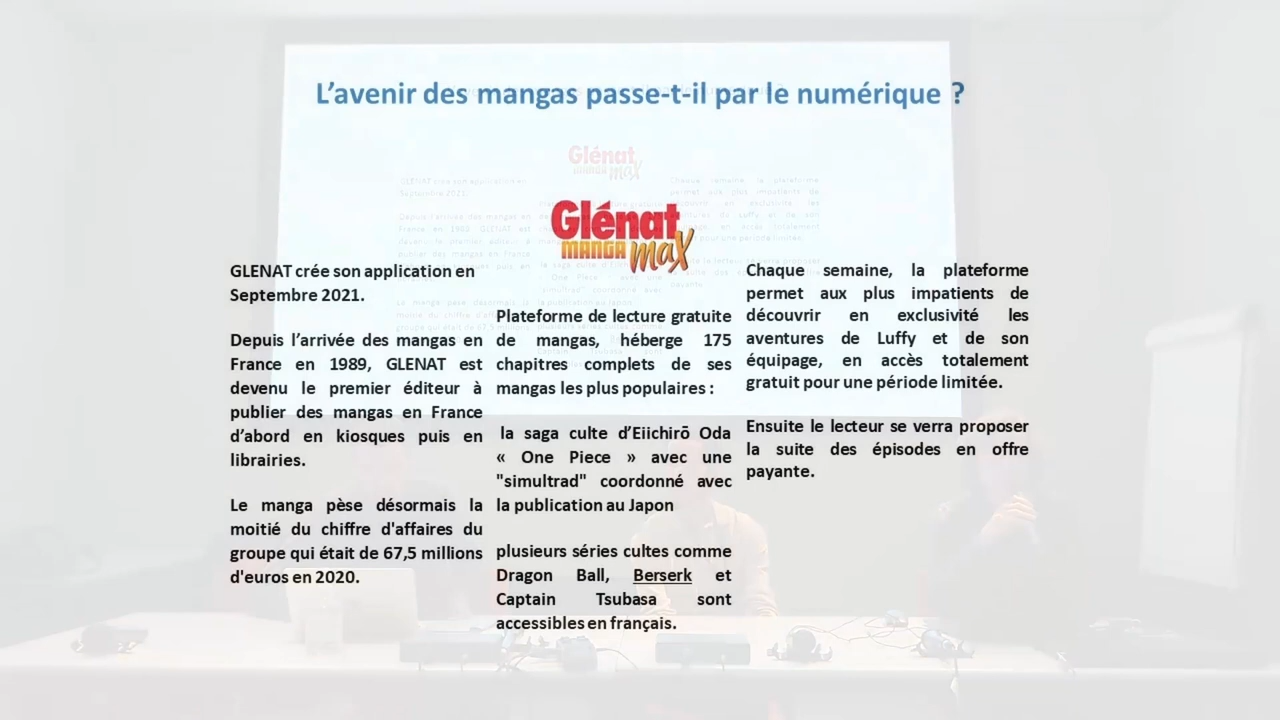 L’avenir des mangas passe-t-il par le numérique ?
Glénat
MANGA max
GLENAT crée son application en
Septembre 2021.
Depuis l’arrivée des mangas en
France en 1989, GLENAT est
devenu le premier éditeur à
publier des mangas en France
d’abord en kiosques puis en
librairies.
Le manga pèse désormais la
moitié du chiffre d'affaires du
groupe qui était de 67,5 millions
d'euros en 2020.
Plateforme de lecture gratuite
de mangas, héberge 175
chapitres complets de ses
mangas les plus populaires :
la saga culte d’Eiichirō Oda
« One Piece » avec une
"simultrad" coordonné avec
la publication au Japon
plusieurs séries cultes comme
Dragon Ball, Berserk et
Captain Tsubasa sont
accessibles en français.
Chaque semaine, la plateforme
permet aux plus impatients de
découvrir en exclusivité les
aventures de Luffy et de son
équipage, en accès totalement
gratuit pour une période limitée.
Ensuite le lecteur se verra proposer
la suite des épisodes en offre
payante.